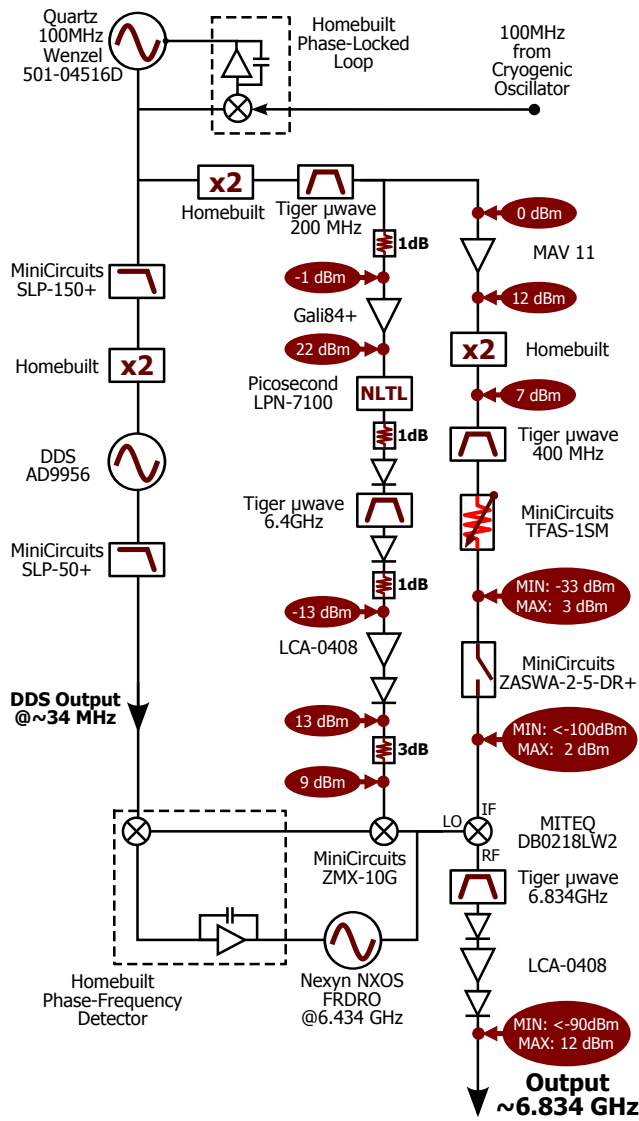 Quartz
100MHz
Wenzel
501-04516D
Homebuilt
Phase-Locked
Loop
100MHz
from
Cryogenic
Oscillator
x2
Homebuilt
Tiger μwave
200 MHz
0 dBm
MAV 11
12 dBm
x2
Homebuilt
7 dBm
Tiger μwave
400 MHz
MiniCircuits
TFAS-1SM
MIN: -33 dBm
MAX: 3 dBm
MiniCircuits
ZASWA-2-5-DR+
MIN: <-100dBm
MAX: 2 dBm
1dB
-1 dBm
Gali84+
22 dBm
Picosecond
LPN-7100
NLTL
1dB
Tiger μwave
6.4GHz
1dB
-13 dBm
LCA-0408
13 dBm
3dB
9 dBm
MiniCircuits
SLP-150+
Homebuilt
x2
DDS
AD9956
MiniCircuits
SLP-50+
DDS Output
@~34 MHz
MiniCircuits
ZMX-10G
LO
IF
RF
MITEQ
DB0218LW2
Tiger μwave
6.834GHz
LCA-0408
MIN: <-90dBm
MAX: 12 dBm
Homebuilt
Phase-Frequency
Detector
Nexyn NXOS
FRDRO
@6.434 GHz
Output
~6.834 GHz